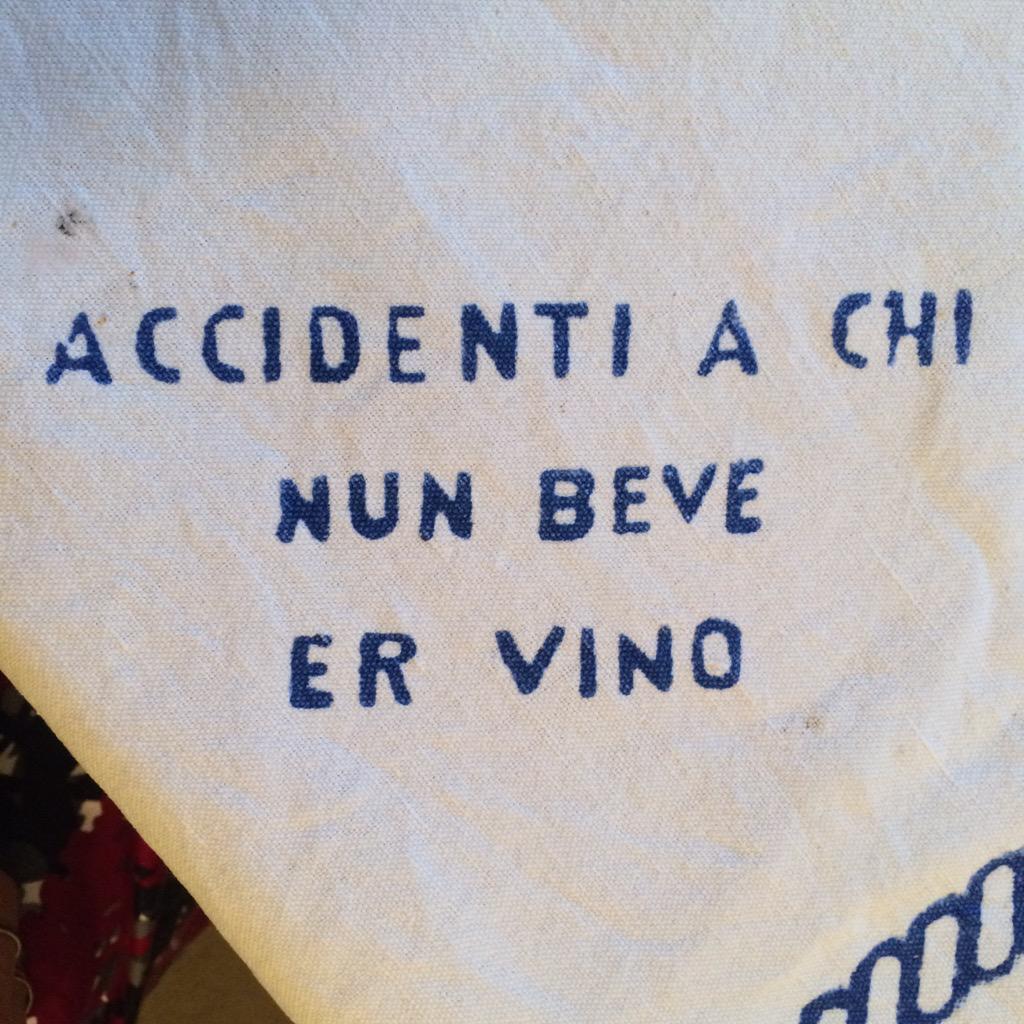 ACCIDENTI A CHI
NUN BEVE
ER VINO